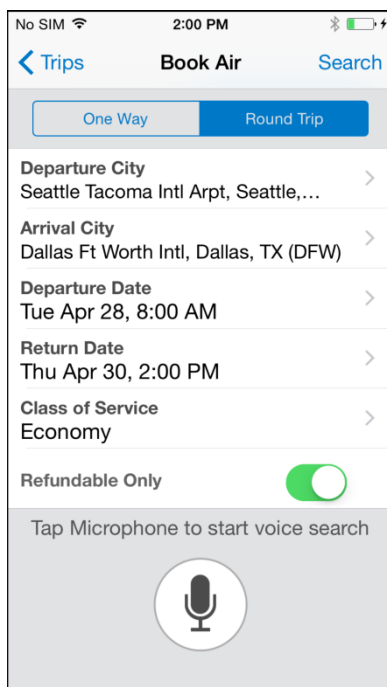 No SIM 2:00 PM
Trips Book Air Search
One Way Round Trip
Departure City
Seattle Tacoma Intl Arpt, Seattle,...
Arrival City
Dallas Ft Worth Intl, Dallas, TX (DFW)
Departure Date
Tue Apr 28, 8:00 AM
Return Date
Thu Apr 30, 2:00 PM
Class of Service
Economy
Refundable Only
Tap Microphone to start voice search